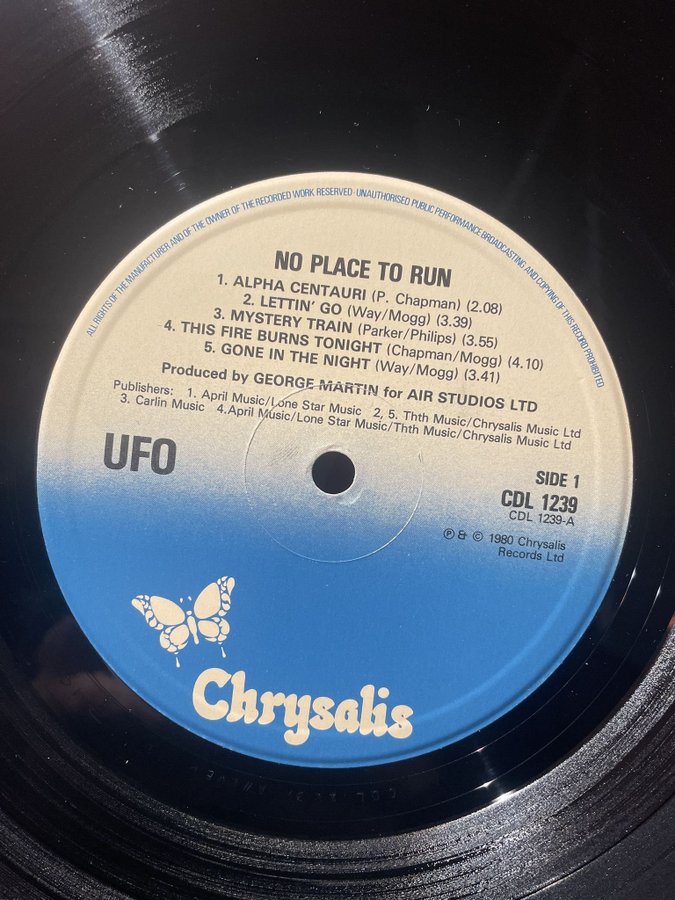 ALL RIGHTS OF THE MANUFACTURER AND OF THE OWNER OF THE RECORDED WORK RESERVED · UNAUTHORISED PUBLIC PERFORMANCE BROADCASTING AND COPYING OF THIS RECORD PROHIBITED
NO PLACE TO RUN
1. ALPHA CENTAURI (P. Chapman) (2.08)
2. LETTIN' GO (Way/Mogg) (3.39)
3. MYSTERY TRAIN (Parker/Philips) (3.55)
4. THIS FIRE BURNS TONIGHT (Chapman/Mogg) (4.10)
5. GONE IN THE NIGHT (Way/Mogg) (3.41)
Produced by GEORGE MARTIN for AIR STUDIOS LTD
Publishers: 1. April Music/Lone Star Music 2, 5. Thth Music/Chrysalis Music Ltd
3. Carlin Music 4.April Music/Lone Star Music/Thth Music/Chrysalis Music Ltd
UFO
SIDE 1
CDL 1239
CDL 1239-A
℗ & © 1980 Chrysalis
Records Ltd
Chrysalis